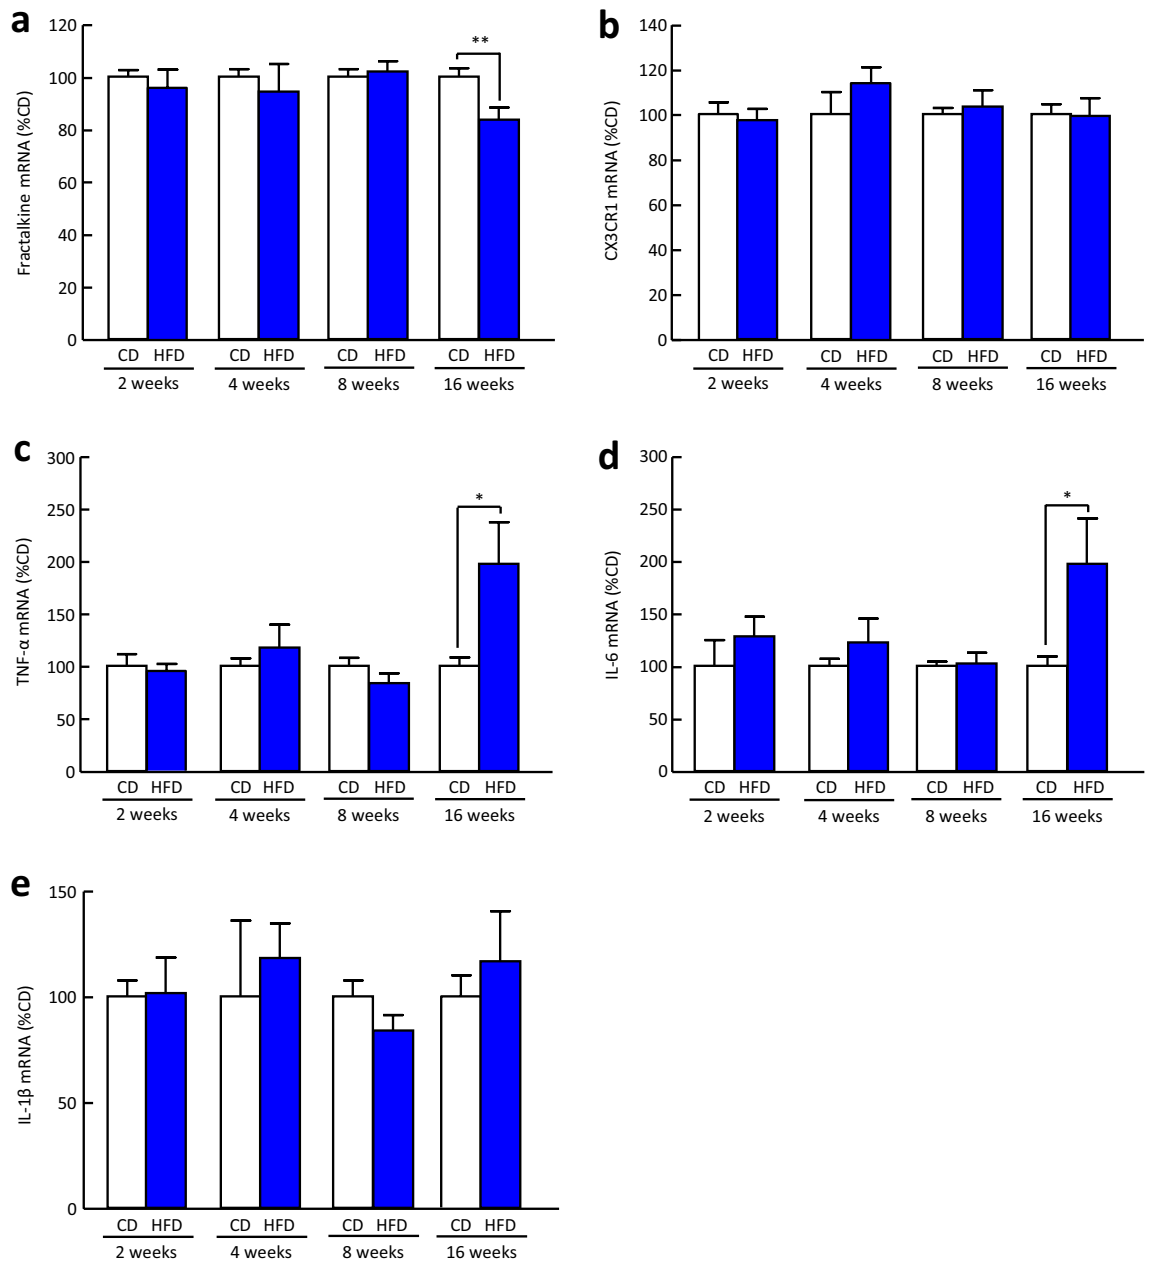 a
Fractalkine mRNA (%CD)
120
100
80
60
40
20
0
**
CD HFD CD HFD CD HFD CD HFD
2 weeks 4 weeks 8 weeks 16 weeks
b
CX3CR1 mRNA (%CD)
140
120
100
80
60
40
20
0
CD HFD CD HFD CD HFD CD HFD
2 weeks 4 weeks 8 weeks 16 weeks
c
TNF-α mRNA (%CD)
300
250
200
150
100
50
0
*
CD HFD CD HFD CD HFD CD HFD
2 weeks 4 weeks 8 weeks 16 weeks
d
IL-6 mRNA (%CD)
300
250
200
150
100
50
0
*
CD HFD CD HFD CD HFD CD HFD
2 weeks 4 weeks 8 weeks 16 weeks
e
IL-1β mRNA (%CD)
150
100
50
0
CD HFD CD HFD CD HFD CD HFD
2 weeks 4 weeks 8 weeks 16 weeks